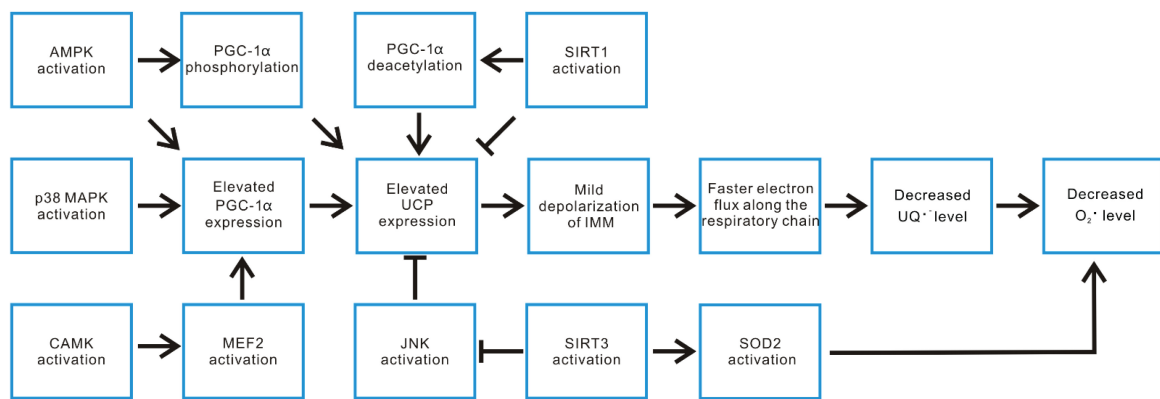 AMPK
activation
PGC-1α
phosphorylation
PGC-1α
deacetylation
SIRT1
activation
p38 MAPK
activation
Elevated
PGC-1α
expression
Elevated
UCP
expression
Mild
depolarization
of IMM
Faster electron
flux along the
respiratory chain
Decreased
UQ•⁻ level
Decreased
O₂• level
CAMK
activation
MEF2
activation
JNK
activation
SIRT3
activation
SOD2
activation